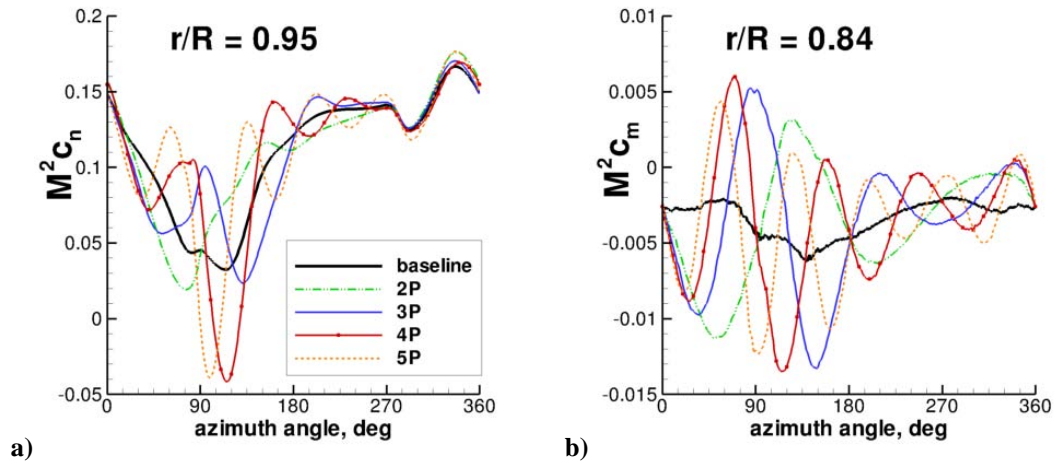 r/R = 0.95
0.2
0.15
0.1
0.05
0
-0.05
M²cₙ
baseline
2P
3P
4P
5P
0 90 180 270 360
azimuth angle, deg
a)
r/R = 0.84
0.01
0.005
0
-0.005
-0.01
-0.015
M²cₘ
0 90 180 270 360
azimuth angle, deg
b)